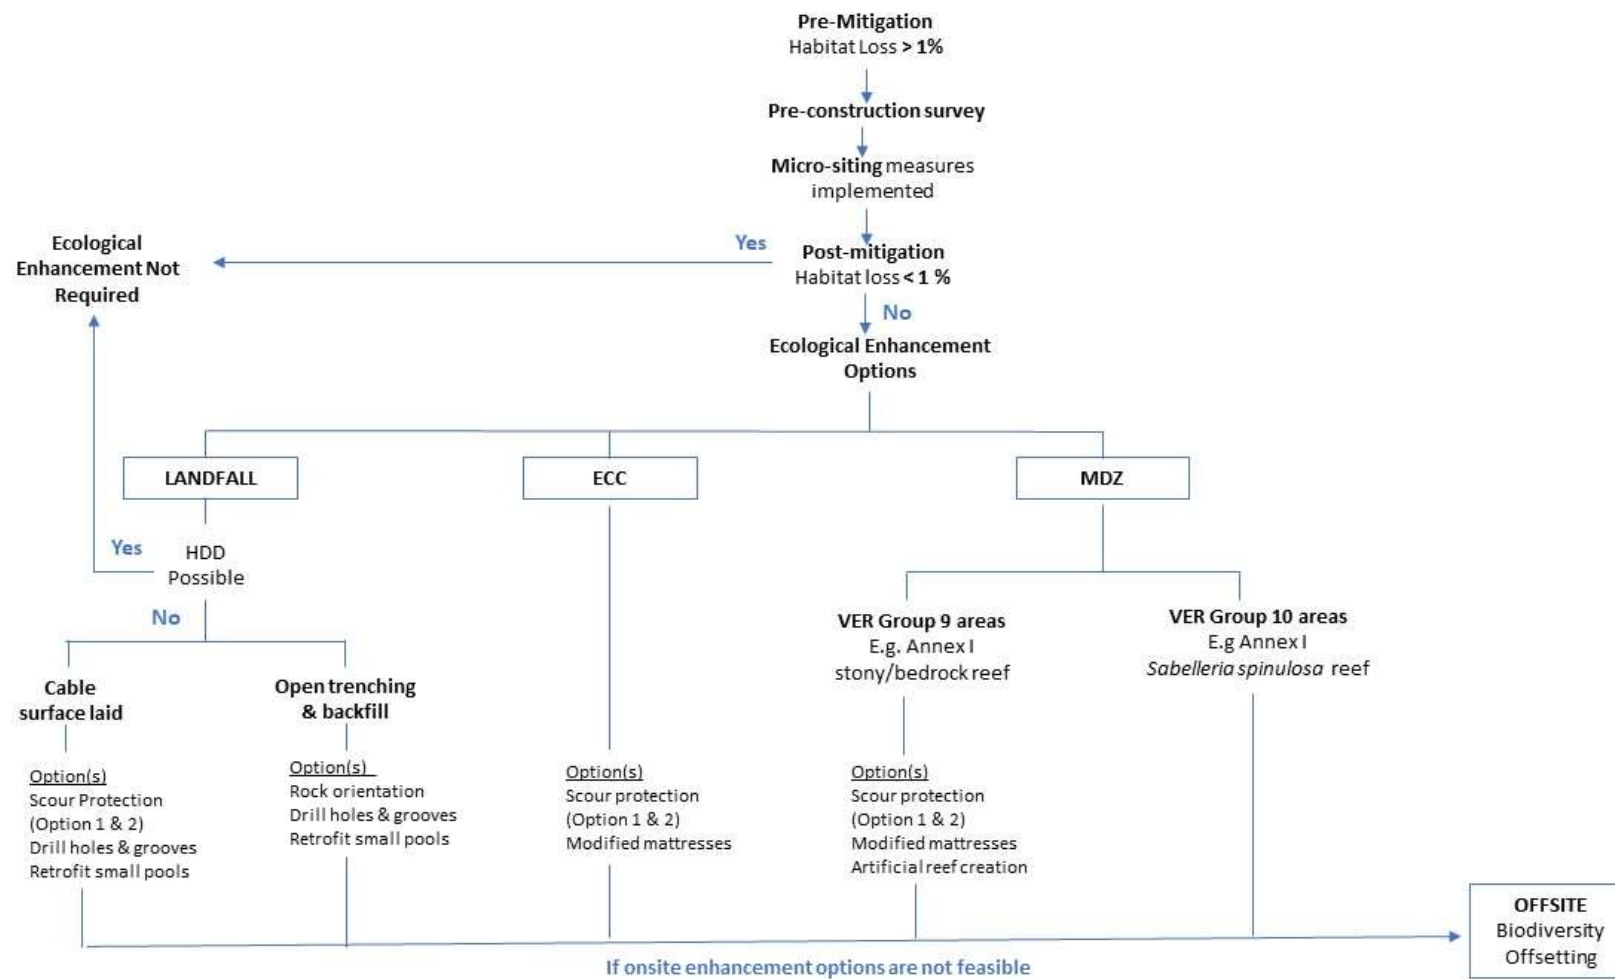 Pre-Mitigation
Habitat Loss > 1%
Pre-construction survey
Micro-siting measures
implemented
Yes
Post-mitigation
Habitat loss < 1 %
Ecological
Enhancement Not
Required
No
Ecological Enhancement
Options
LANDFALL
ECC
MDZ
Yes
HDD
Possible
No
VER Group 9 areas
E.g. Annex I
stony/bedrock reef
VER Group 10 areas
E.g Annex I
Sabelleria spinulosa reef
Cable
surface laid
Open trenching
& backfill
Option(s)
Scour Protection
(Option 1 & 2)
Drill holes & grooves
Retrofit small pools
Option(s)
Rock orientation
Drill holes & grooves
Retrofit small pools
Option(s)
Scour protection
(Option 1 & 2)
Modified mattresses
Option(s)
Scour protection
(Option 1 & 2)
Modified mattresses
Artificial reef creation
OFFSITE
Biodiversity
Offsetting
If onsite enhancement options are not feasible